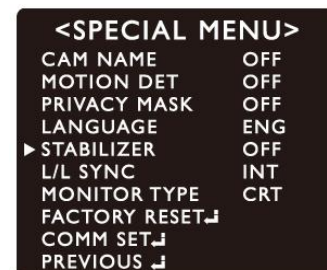 <SPECIAL MENU>
CAM NAME OFF
MOTION DET OFF
PRIVACY MASK OFF
LANGUAGE ENG
▶STABILIZER OFF
L/L SYNC INT
MONITOR TYPE CRT
FACTORY RESET↲
COMM SET↲
PREVIOUS ↲